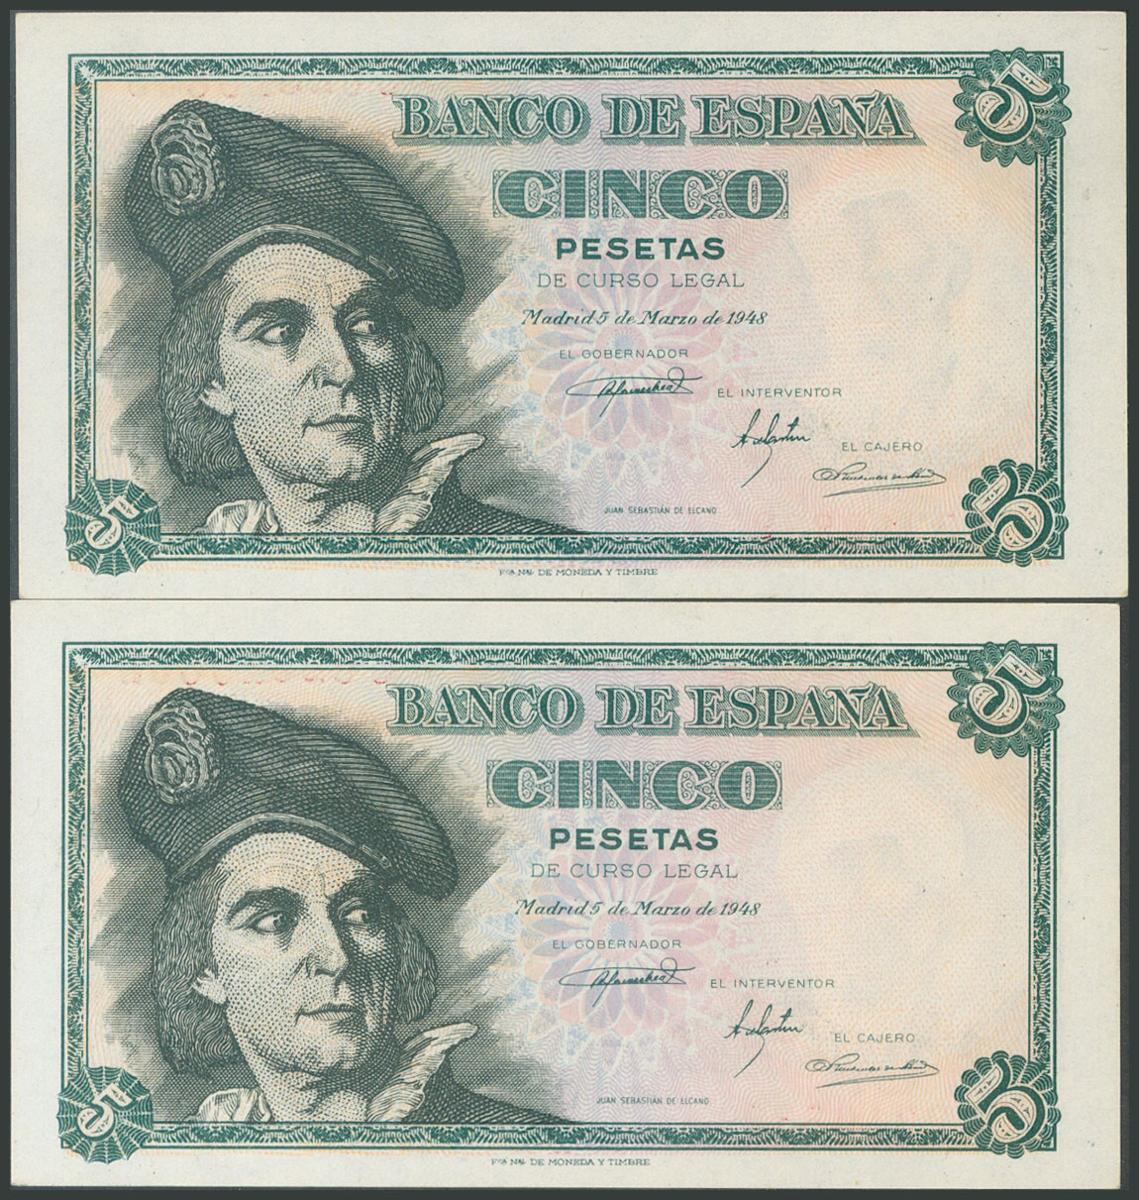 BANCO DE ESPAÑA
5
CINCO
PESETAS
DE CURSO LEGAL
Madrid 5 de Marzo de 1948
EL GOBERNADOR
EL INTERVENTOR
EL CAJERO
JUAN SEBASTIÁN DE ELCANO
5
5
Fca. Nal. DE MONEDA Y TIMBRE
BANCO DE ESPAÑA
5
CINCO
PESETAS
DE CURSO LEGAL
Madrid 5 de Marzo de 1948
EL GOBERNADOR
EL INTERVENTOR
EL CAJERO
JUAN SEBASTIÁN DE ELCANO
5
5
Fca. Nal. DE MONEDA Y TIMBRE